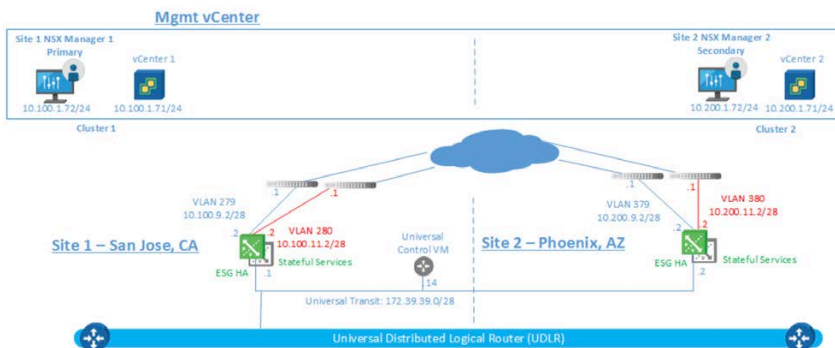 Mgmt vCenter
Site 1 NSX Manager 1
Primary
vCenter 1
10.100.1.72/24
10.100.1.71/24
Site 2 NSX Manager 2
Secondary
vCenter 2
10.200.1.72/24
10.200.1.71/24
Cluster 1
Cluster 2
.1
.1
.1
.1
VLAN 279
10.100.9.2/28
VLAN 280
10.100.11.2/28
VLAN 379
10.200.9.2/28
VLAN 380
10.200.11.2/28
.2
.2
.2
.2
Site 1 – San Jose, CA
Universal
Control VM
Site 2 – Phoenix, AZ
ESG HA
Stateful Services
.1
.14
ESG HA
Stateful Services
.2
Universal Transit: 172.39.39.0/28
Universal Distributed Logical Router (UDLR)